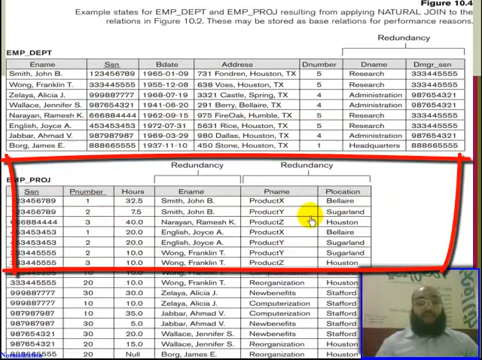 Figure 10.4
Example states for EMP_DEPT and EMP_PROJ resulting from applying NATURAL JOIN to the
relations in Figure 10.2. These may be stored as base relations for performance reasons.
Redundancy
EMP_DEPT
Ename Ssn Bdate Address Dnumber Dname Dmgr_ssn
Smith, John B. 123456789 1965-01-09 731 Fondren, Houston, TX 5 Research 333445555
Wong, Franklin T. 333445555 1955-12-08 638 Voss, Houston, TX 5 Research 333445555
Zelaya, Alicia J. 999887777 1968-07-19 3321 Castle, Spring, TX 4 Administration 987654321
Wallace, Jennifer S. 987654321 1941-06-20 291 Berry, Bellaire, TX 4 Administration 987654321
Narayan, Ramesh K. 666884444 1962-09-15 975 FireOak, Humble, TX 5 Research 333445555
English, Joyce A. 453453453 1972-07-31 5631 Rice, Houston, TX 5 Research 333445555
Jabbar, Ahmad V. 987987987 1969-03-29 980 Dallas, Houston, TX 4 Administration 987654321
Borg, James E. 888665555 1937-11-10 450 Stone, Houston, TX 1 Headquarters 888665555
Redundancy Redundancy
EMP_PROJ
Ssn Pnumber Hours Ename Pname Plocation
23456789 1 32.5 Smith, John B. ProductX Bellaire
23456789 2 7.5 Smith, John B. ProductY Sugarland
66884444 3 40.0 Narayan, Ramesh K. ProductZ Houston
53453453 1 20.0 English, Joyce A. ProductX Bellaire
53453453 2 20.0 English, Joyce A. ProductY Sugarland
33445555 2 10.0 Wong, Franklin T. ProductY Sugarland
33445555 3 10.0 Wong, Franklin T. ProductZ Houston
333445555 10 10.0 Wong, Franklin T. Computerization Stafford
333445555 20 10.0 Wong, Franklin T. Reorganization Houston
999887777 30 30.0 Zelaya, Alicia J. Newbenefits Stafford
999887777 10 10.0 Zelaya, Alicia J. Computerization Stafford
987987987 10 35.0 Jabbar, Ahmad V. Computerization Stafford
987987987 30 5.0 Jabbar, Ahmad V. Newbenefits Stafford
987654321 30 20.0 Wallace, Jennifer S. Newbenefits Stafford
987654321 20 15.0 Wallace, Jennifer S. Reorganization Houston
888665555 20 Null Borg, James E. Reorganization Houston